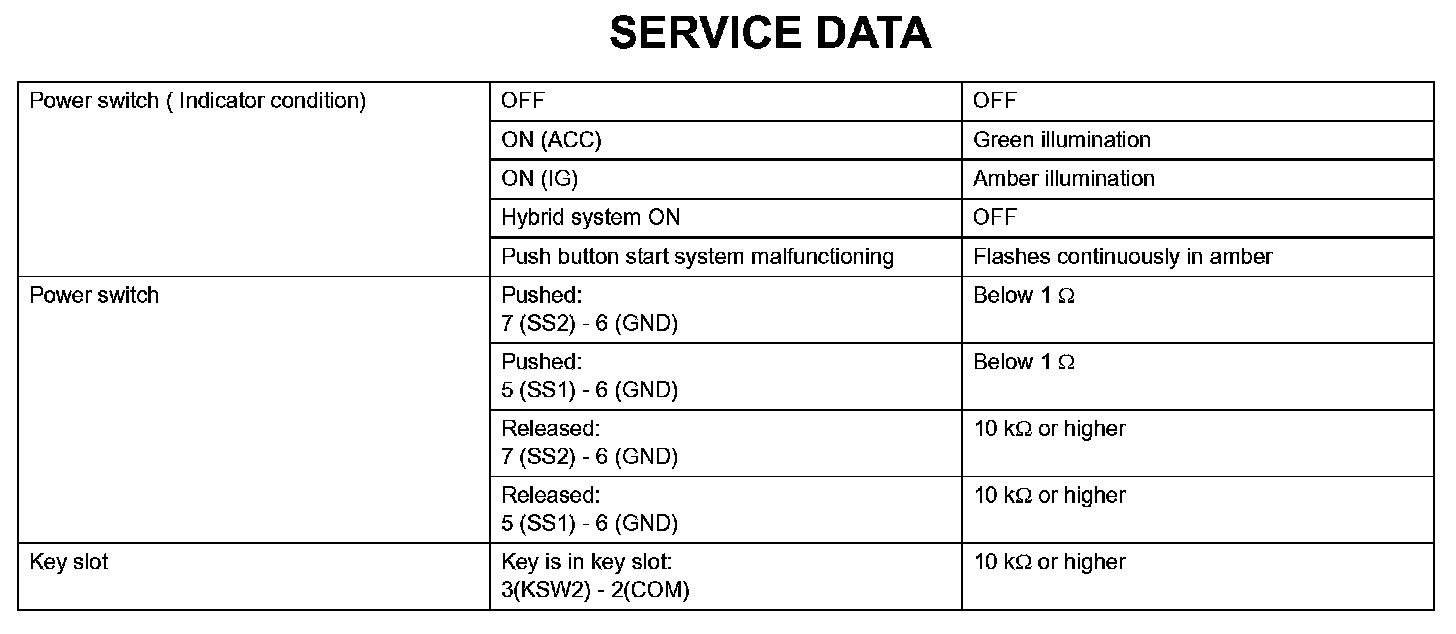 SERVICE DATA
Power switch ( Indicator condition)
OFF
OFF
ON (ACC)
Green illumination
ON (IG)
Amber illumination
Hybrid system ON
OFF
Push button start system malfunctioning
Flashes continuously in amber
Power switch
Pushed:
7 (SS2) - 6 (GND)
Below 1 Ω
Pushed:
5 (SS1) - 6 (GND)
Below 1 Ω
Released:
7 (SS2) - 6 (GND)
10 kΩ or higher
Released:
5 (SS1) - 6 (GND)
10 kΩ or higher
Key slot
Key is in key slot:
3(KSW2) - 2(COM)
10 kΩ or higher